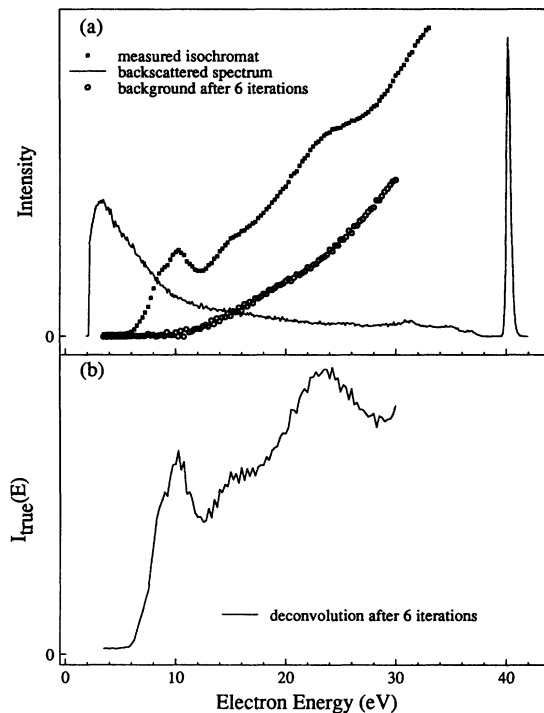 (a)
measured isochromat
backscattered spectrum
background after 6 iterations
Intensity
0
(b)
I_true(E)
deconvolution after 6 iterations
0
0 10 20 30 40
Electron Energy (eV)